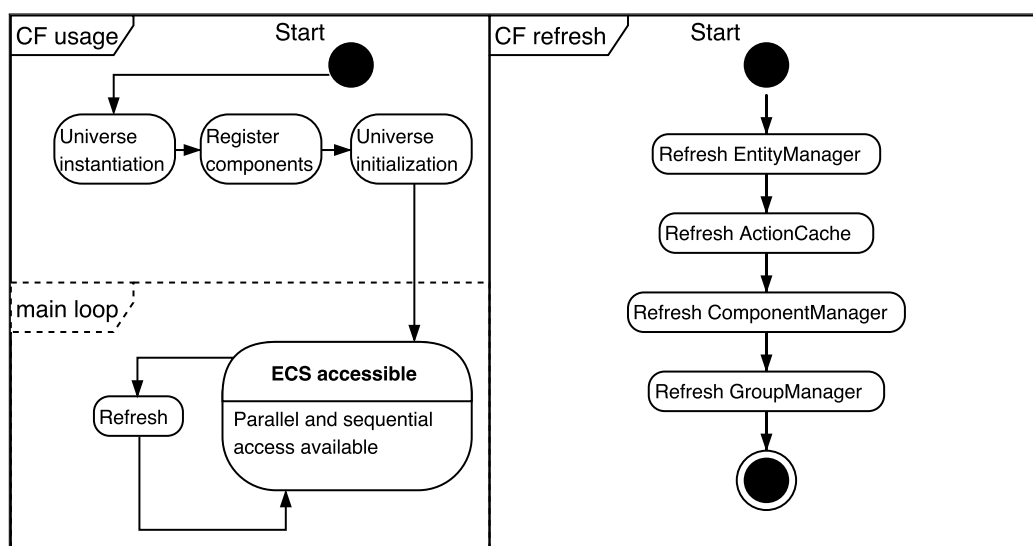 CF usage
Start
Universe
instantiation
Register
components
Universe
initialization
main loop
ECS accessible
Parallel and sequential
access available
Refresh
CF refresh
Start
Refresh EntityManager
Refresh ActionCache
Refresh ComponentManager
Refresh GroupManager